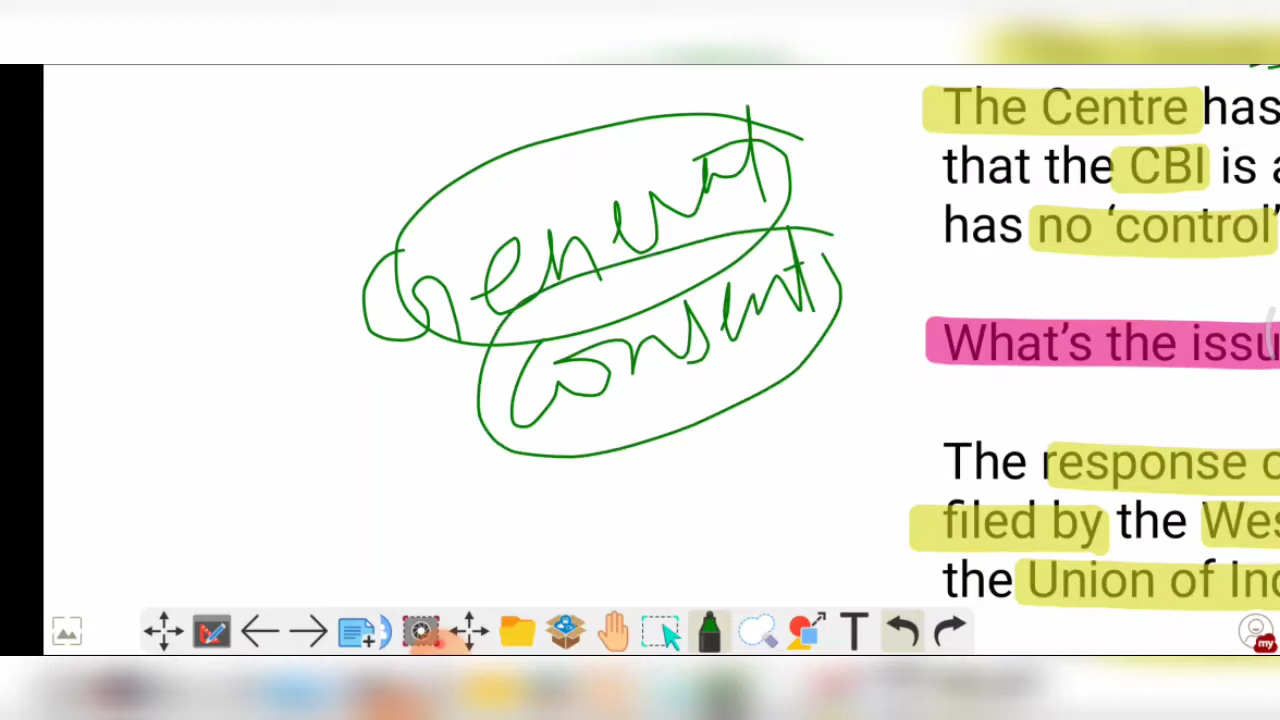 General
consent
The Centre has
that the CBI is a
has no ‘control’
What’s the issu
The response o
filed by the Wes
the Union of Ind
T
my